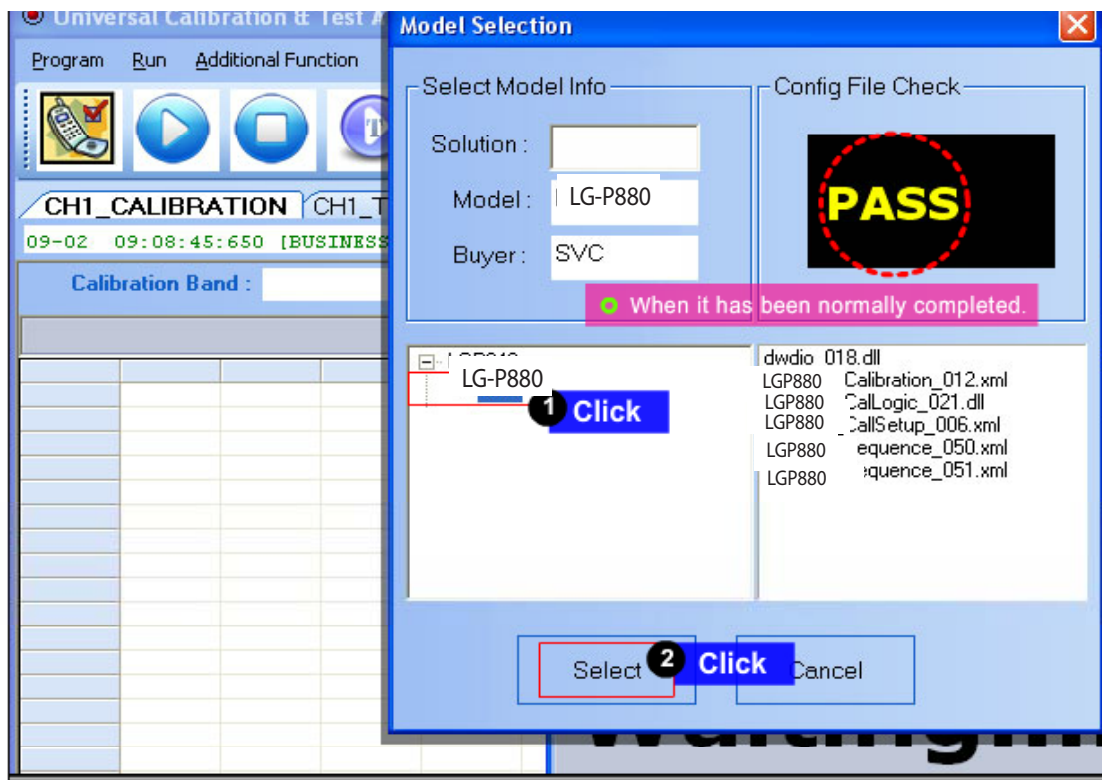 Universal Calibration & Test
Model Selection
Program Run Additional Function
Select Model Info
Config File Check
Solution :
Model : LG-P880
Buyer : SVC
PASS
When it has been normally completed.
CH1_CALIBRATION CH1_T
09-02 09:08:45:650 [BUSINESS
Calibration Band :
LG-P880
1 Click
dwdio_018.dll
LGP880 Calibration_012.xml
LGP880 CalLogic_021.dll
LGP880 _CallSetup_006.xml
LGP880 equence_050.xml
LGP880 equence_051.xml
Select 2 Click Cancel